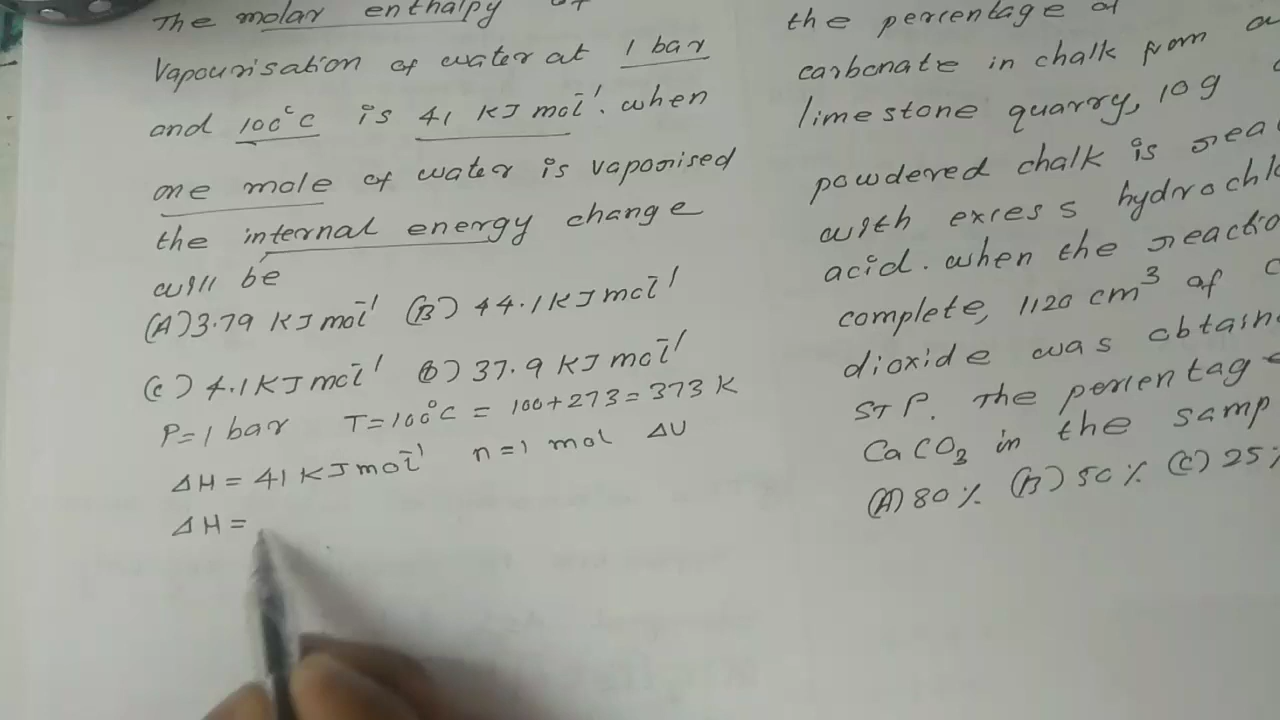 The molar enthalpy of
Vapourisation of water at 1 bar
and 100°C is 41 KJ mol⁻¹. when
one mole of water is vaporised
the internal energy change
will be
(A) 3.79 KJ mol⁻¹ (B) 44.1 KJ mol⁻¹
(C) 4.1 KJ mol⁻¹ (D) 37.9 KJ mol⁻¹
P=1 bar T=100°C = 100+273=373 K
ΔH = 41 KJ mol⁻¹ n=1 mol ΔU
ΔH =
the percentage of
carbonate in chalk from
limestone quarry, 10g
powdered chalk is
with excess
acid. when the
complete, 1120 cm³ of
dioxide was
STP. The
CaCO₃ in the
(A) 80% (B) 50% (C) 25%